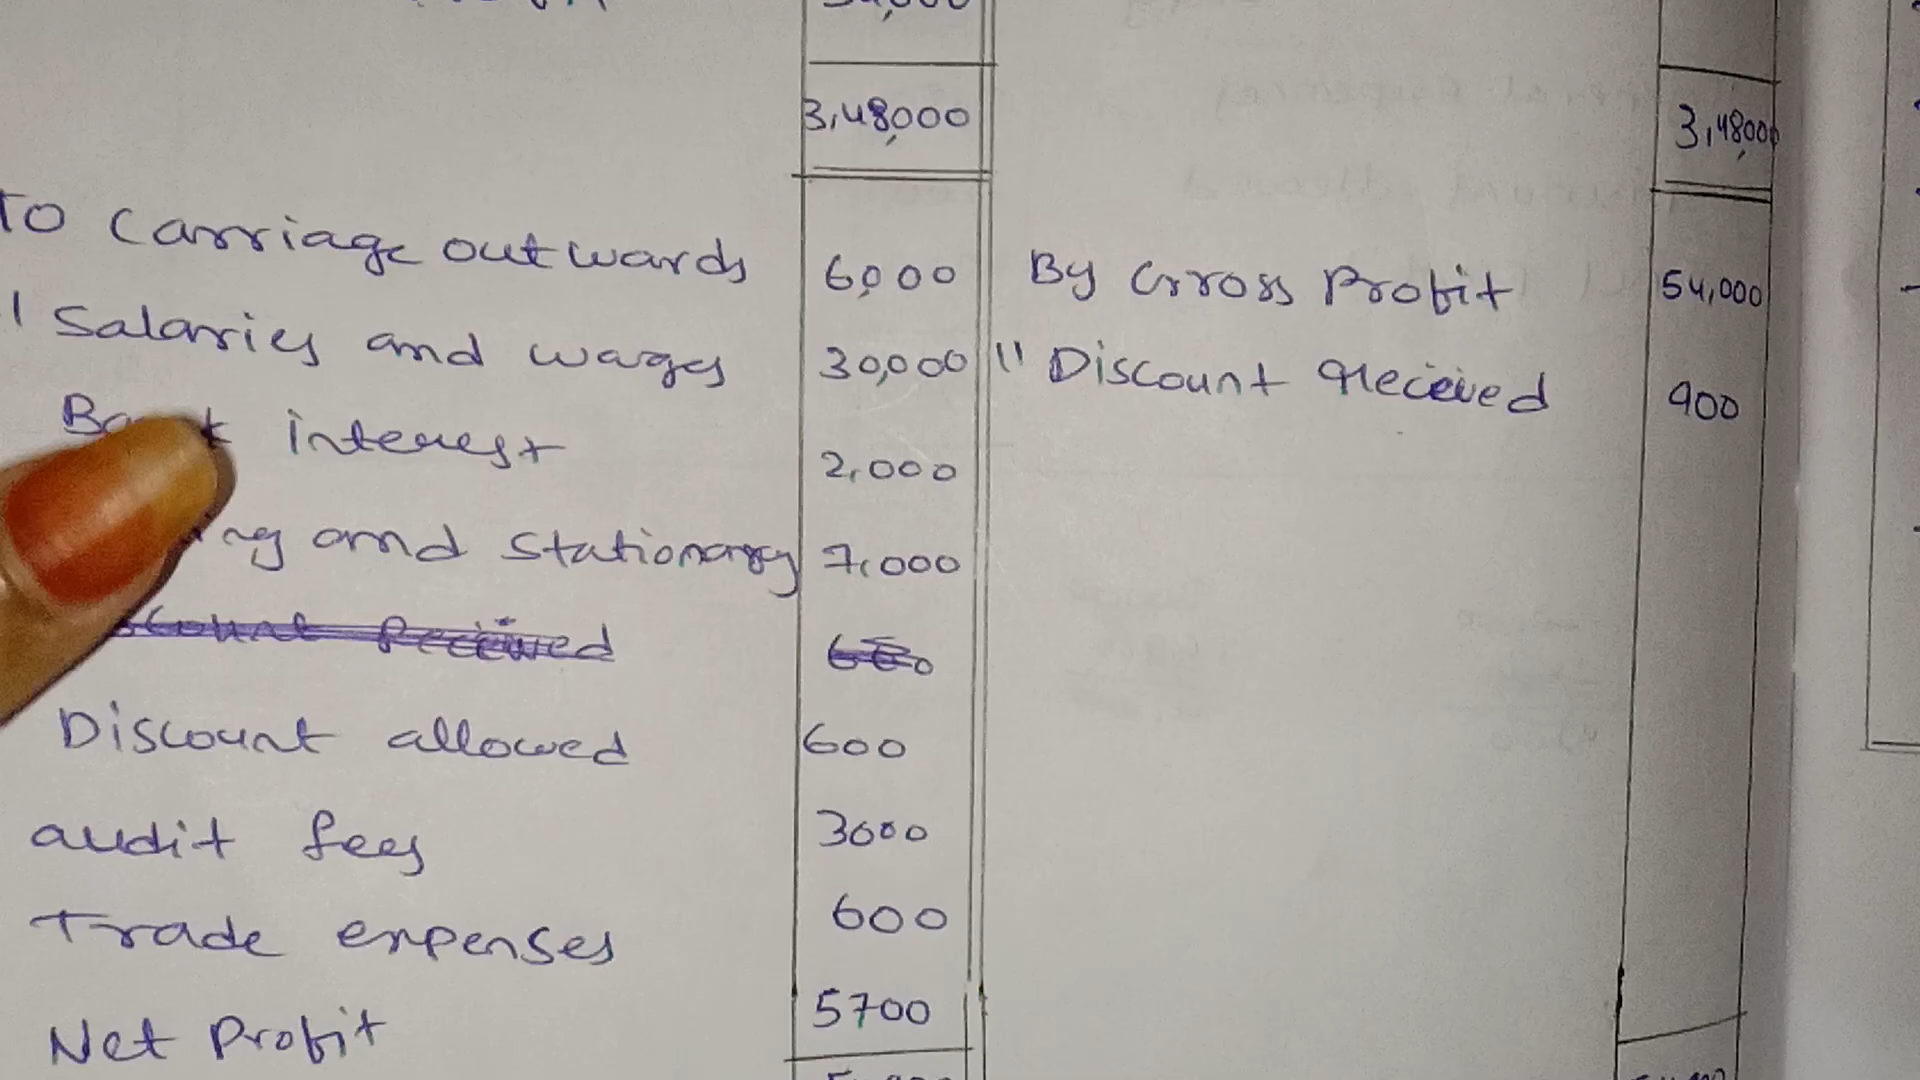 3,48,000 3,48,000
To Carriage outwards 6,000 By Gross Profit 54,000
" Salaries and wages 30,000 " Discount Received 900
interest 2,000
and Stationary 7,000
Received
Discount allowed 600
audit fees 3000
Trade expenses 600
Net Profit 5700